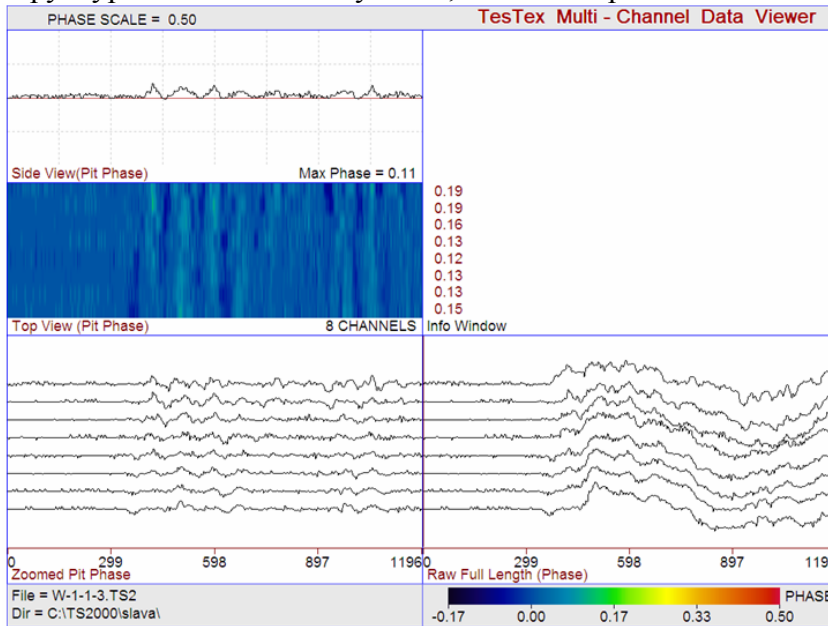 PHASE SCALE = 0.50
TesTex Multi - Channel Data Viewer
Side View(Pit Phase)
Max Phase = 0.11
0.19
0.19
0.16
0.13
0.12
0.13
0.13
0.15
Top View (Pit Phase)
8 CHANNELS
Info Window
0 299 598 897 1196
0 299 598 897 119
Zoomed Pit Phase
Raw Full Length (Phase)
File = W-1-1-3.TS2
Dir = C:\TS2000\slava\
PHASE
-0.17 0.00 0.17 0.33 0.50